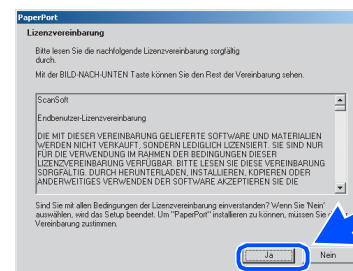 PaperPort
Lizenzvereinbarung
Bitte lesen Sie die nachfolgende Lizenzvereinbarung sorgfältig
durch.
Mit der BILD-NACH-UNTEN Taste können Sie den Rest der Vereinbarung sehen.
ScanSoft
Endbenutzer-Lizenzvereinbarung
DIE MIT DIESER VEREINBARUNG GELIEFERTE SOFTWARE UND MATERIALIEN
WERDEN NICHT VERKAUFT, SONDERN LEDIGLICH LIZENSIERT. SIE SIND NUR
FÜR DIE VERWENDUNG IM RAHMEN DER BEDINGUNGEN DIESER
LIZENZVEREINBARUNG VERFÜGBAR. BITTE LESEN SIE DIESE VEREINBARUNG
SORGFÄLTIG. DURCH HERUNTERLADEN, INSTALLIEREN, KOPIEREN ODER
ANDERWEITIGES VERWENDEN DER SOFTWARE AKZEPTIEREN SIE DIE
Sind Sie mit allen Bedingungen der Lizenzvereinbarung einverstanden? Wenn Sie 'Nein'
auswählen, wird das Setup beendet. Um "PaperPort" installieren zu können, müssen Sie
Vereinbarung zustimmen.
Ja
Nein